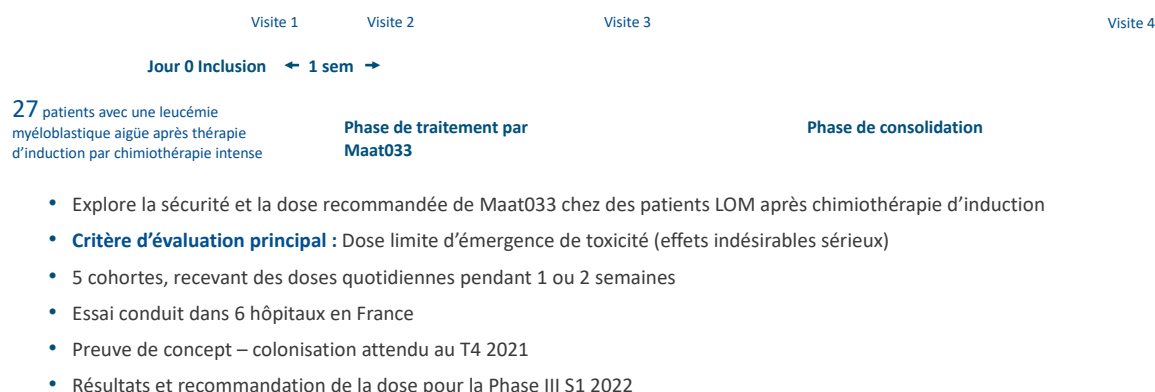 Visite 1 Visite 2 Visite 3 Visite 4
Jour 0 Inclusion ← 1 sem →
27 patients avec une leucémie
myéloblastique aigüe après thérapie
d'induction par chimiothérapie intense
Phase de traitement par
Maat033
Phase de consolidation
• Explore la sécurité et la dose recommandée de Maat033 chez des patients LOM après chimiothérapie d'induction
• Critère d'évaluation principal : Dose limite d'émergence de toxicité (effets indésirables sérieux)
• 5 cohortes, recevant des doses quotidiennes pendant 1 ou 2 semaines
• Essai conduit dans 6 hôpitaux en France
• Preuve de concept – colonisation attendu au T4 2021
• Résultats et recommandation de la dose pour la Phase III S1 2022